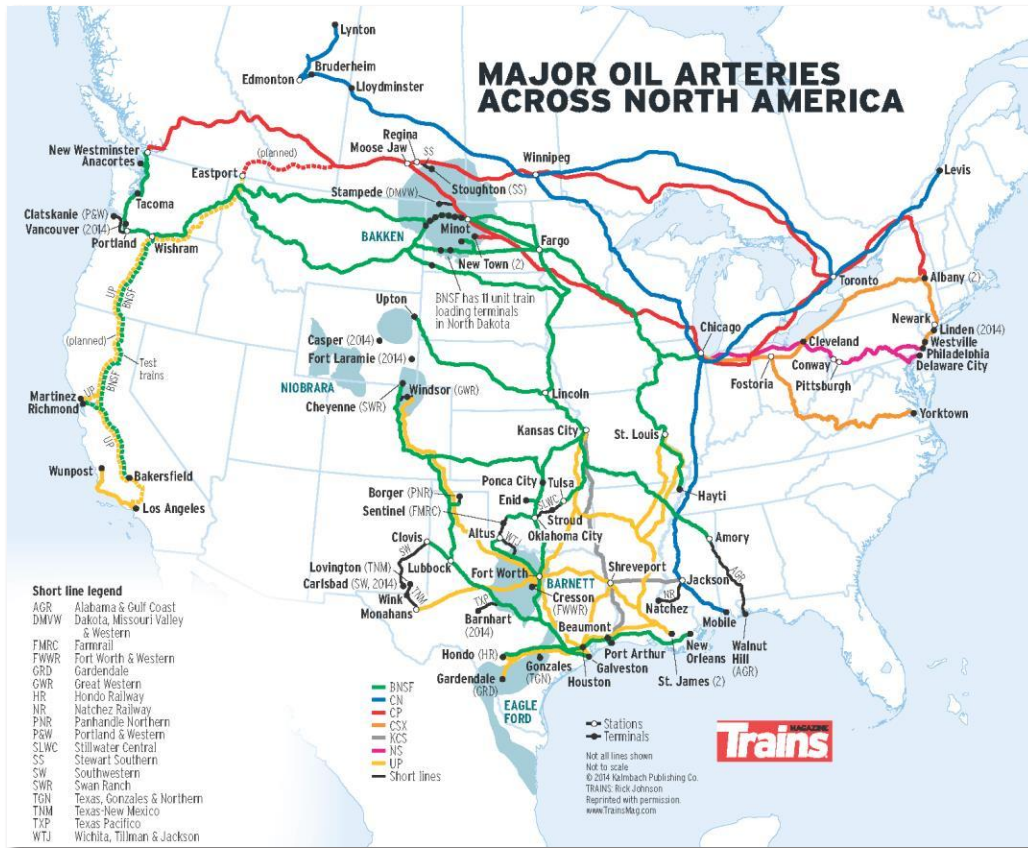 MAJOR OIL ARTERIES
ACROSS NORTH AMERICA
Lynton
Bruderheim
Edmonton
Lloydminster
New Westminster
Anacortes
Eastport
(planned)
Regina
Moose Jaw
SS
Stoughton (SS)
Winnipeg
Levis
Tacoma
Clatskanie (P&W)
Vancouver (2014)
Portland
Wishram
Stampede (DMVW)
BAKKEN
Minot
New Town (2)
Fargo
BNSF has 11 unit train
loading terminals
in North Dakota
Toronto
Albany (2)
UP
BNSF
(planned)
Test
trains
BNSF
UP
Martinez
Richmond
UP
Wunpost
Bakersfield
Los Angeles
Upton
Casper (2014)
Fort Laramie (2014)
NIOBRARA
Windsor (GWR)
Cheyenne (SWR)
Lincoln
Chicago
Cleveland
Newark
Linden (2014)
Westville
Philadelphia
Delaware City
Conway
Pittsburgh
Fostoria
Yorktown
Kansas City
St. Louis
Ponca City
Tulsa
Enid
SLWC
Stroud
Oklahoma City
Hayti
Borger (PNR)
Sentinel (FMRC)
Altus
WTJ
Clovis
SW
Lubbock
Lovington (TNM)
Carlsbad (SW, 2014)
Wink
TNM
Monahans
Fort Worth
BARNETT
Cresson
(FWWR)
TXP
Barnhart
(2014)
Shreveport
Amory
AGR
Jackson
NR
Natchez
Mobile
Walnut
Hill
(AGR)
Beaumont
Port Arthur
Galveston
Houston
New
Orleans
St. James (2)
Hondo (HR)
Gonzales
(TGN)
Gardendale
(GRD)
EAGLE
FORD
Short line legend
AGR Alabama & Gulf Coast
DMVW Dakota, Missouri Valley
& Western
FMRC Farmrail
FWWR Fort Worth & Western
GRD Gardendale
GWR Great Western
HR Hondo Railway
NR Natchez Railway
PNR Panhandle Northern
P&W Portland & Western
SLWC Stillwater Central
SS Stewart Southern
SW Southwestern
SWR Swan Ranch
TGN Texas, Gonzales & Northern
TNM Texas-New Mexico
TXP Texas Pacifico
WTJ Wichita, Tillman & Jackson
BNSF
CN
CP
CSX
KCS
NS
UP
Short lines
Stations
Terminals
Not all lines shown
Not to scale
© 2014 Kalmbach Publishing Co.
TRAINS: Rick Johnson
Reprinted with permission.
www.TrainsMag.com
Trains
MAGAZINE